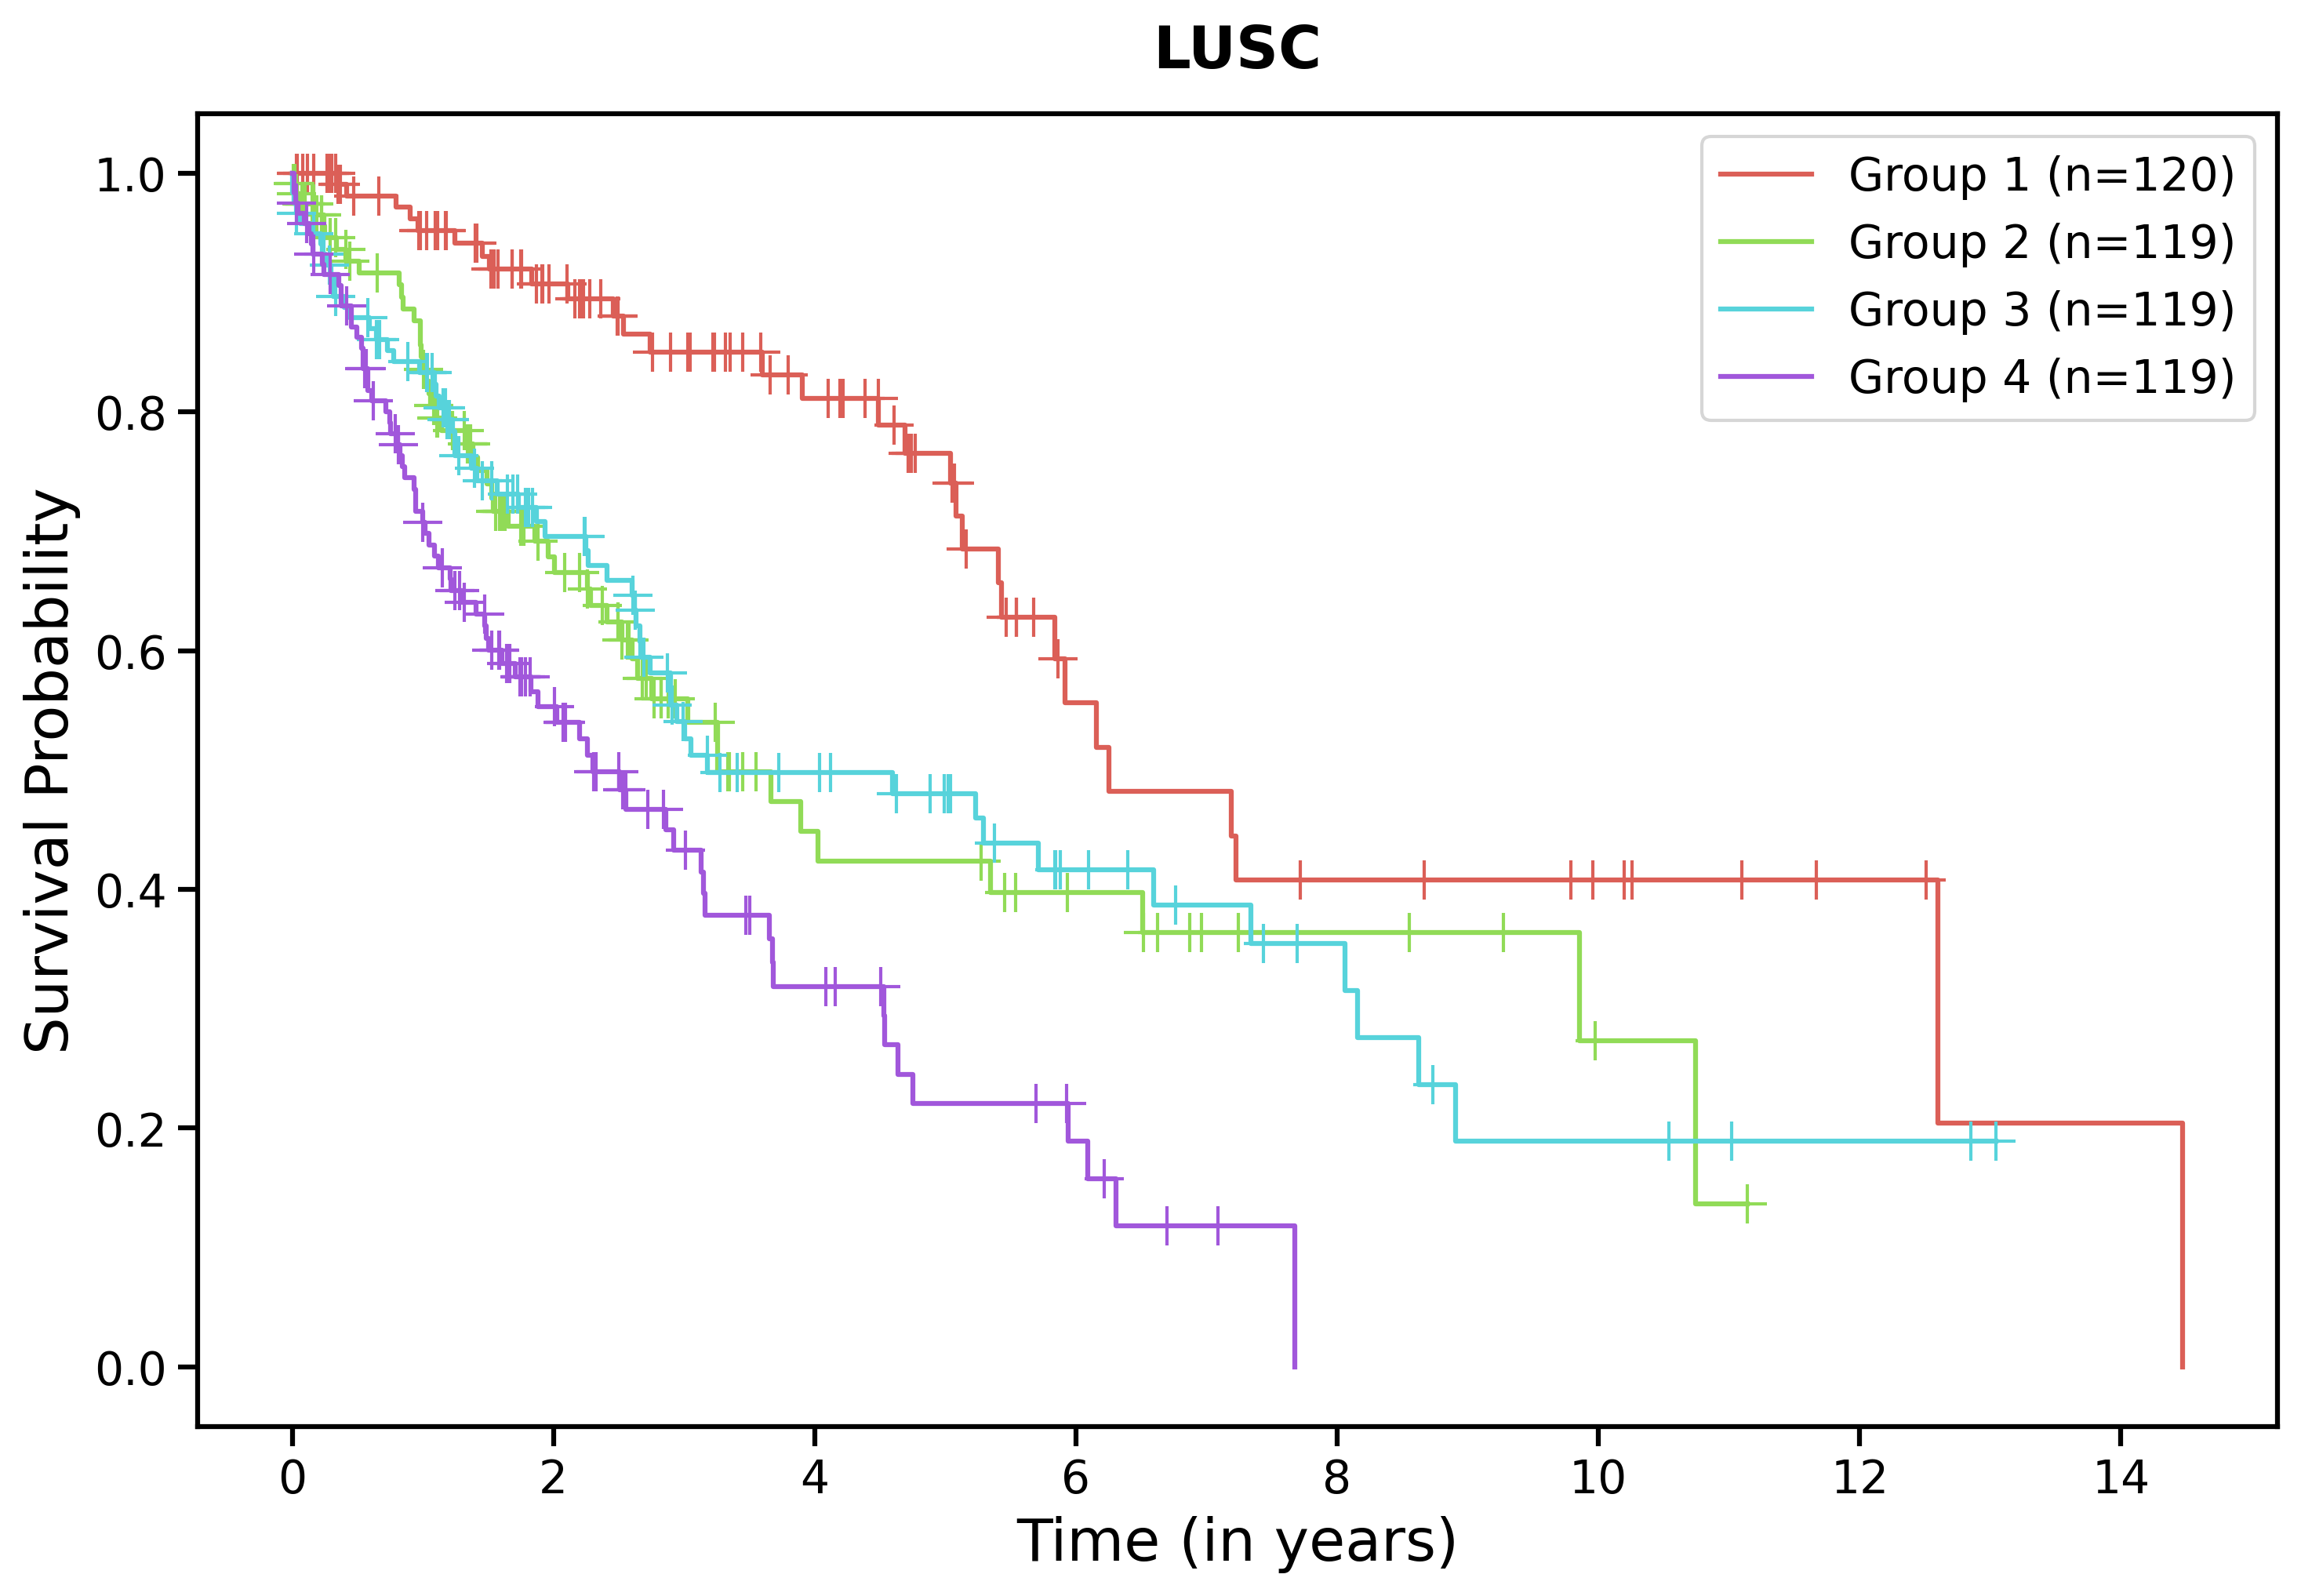 LUSC
Group 1 (n=120)
Group 2 (n=119)
Group 3 (n=119)
Group 4 (n=119)
Survival Probability
1.0
0.8
0.6
0.4
0.2
0.0
0 2 4 6 8 10 12 14
Time (in years)